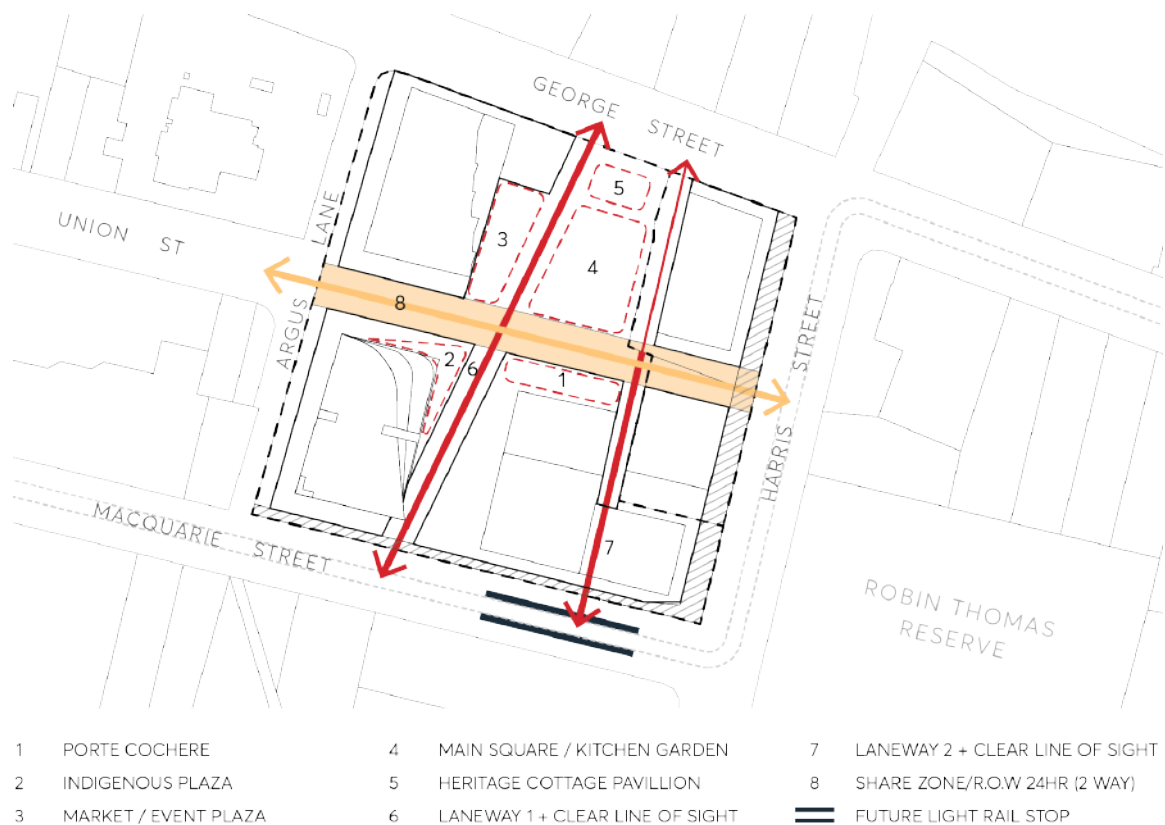 GEORGE STREET
UNION ST
ARGUS LANE
HARRIS STREET
MACQUARIE STREET
ROBIN THOMAS
RESERVE
5
3
4
8
2
6
1
7
1 PORTE COCHERE
2 INDIGENOUS PLAZA
3 MARKET / EVENT PLAZA
4 MAIN SQUARE / KITCHEN GARDEN
5 HERITAGE COTTAGE PAVILLION
6 LANEWAY 1 + CLEAR LINE OF SIGHT
7 LANEWAY 2 + CLEAR LINE OF SIGHT
8 SHARE ZONE/R.O.W 24HR (2 WAY)
FUTURE LIGHT RAIL STOP